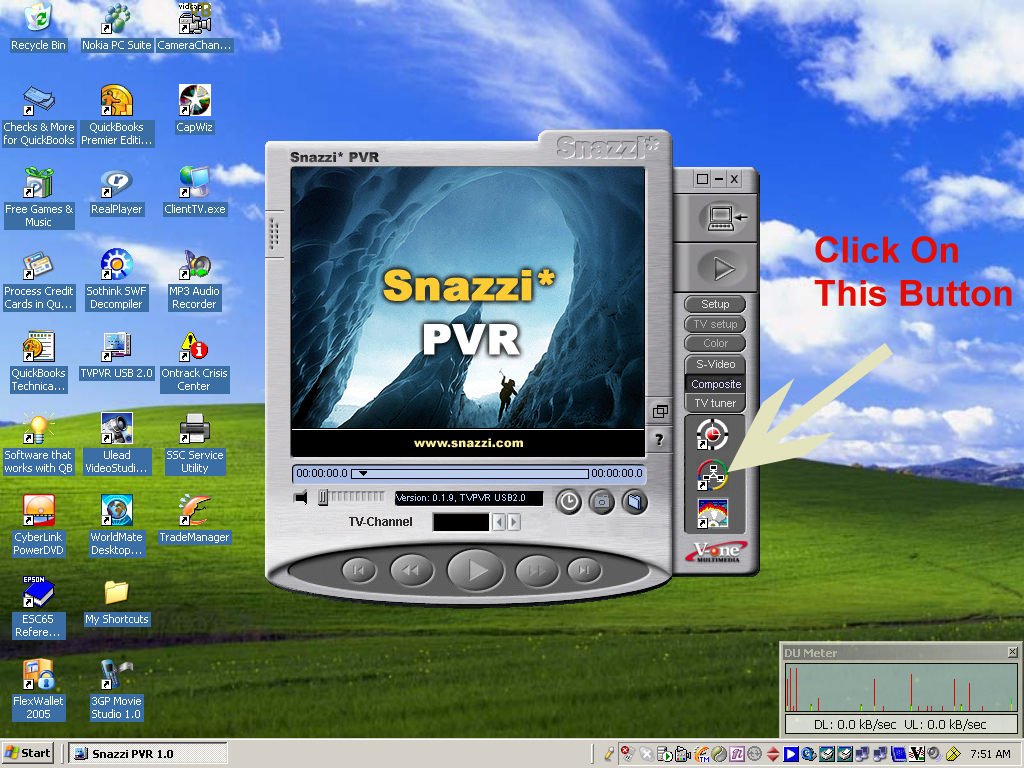 vidcap
VB
Recycle Bin
Nokia PC Suite
CameraChan...
Checks & More
for QuickBooks
QuickBooks
Premier Editi...
CapWiz
Free Games &
Music
RealPlayer
ClientTV.exe
Process Credit
Cards in Qu...
Sothink SWF
Decompiler
MP3 Audio
Recorder
QuickBooks
Technica...
TVPVR USB 2.0
Ontrack Crisis
Center
Software that
works with QB
Ulead
VideoStudi...
SSC Service
Utility
CyberLink
PowerDVD
WorldMate
Desktop...
TradeManager
EPSON
ESC65
Refere...
My Shortcuts
FlexWallet
2005
3GP Movie
Studio 1.0
Snazzi* PVR
Snazzi*
Snazzi*
PVR
www.snazzi.com
00:00:00.0
00:00:00.0
Version: 0.1.9, TVPVR USB2.0
TV-Channel
X
Setup
TV setup
Color
S-Video
Composite
TV tuner
?
V-one
MULTIMEDIA
Click On
This Button
DU Meter
DL: 0.0 kB/sec UL: 0.0 kB/sec
Start
Snazzi PVR 1.0
7:51 AM